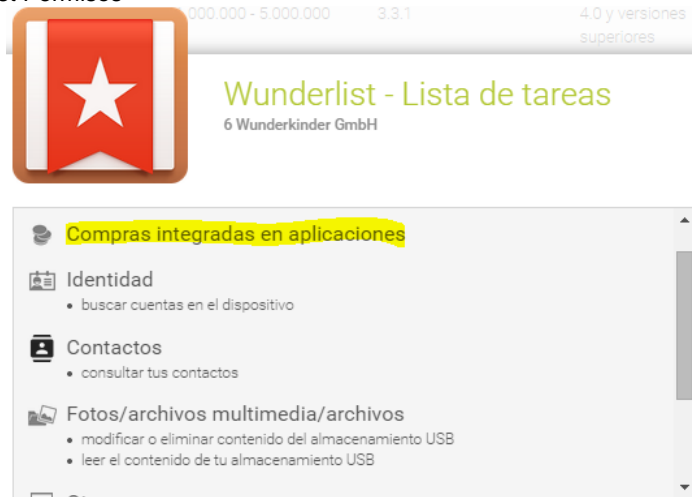 Permisos
000.000 - 5.000.000 3.3.1 4.0 y versiones
superiores
Wunderlist - Lista de tareas
6 Wunderkinder GmbH
Compras integradas en aplicaciones
Identidad
• buscar cuentas en el dispositivo
Contactos
• consultar tus contactos
Fotos/archivos multimedia/archivos
• modificar o eliminar contenido del almacenamiento USB
• leer el contenido de tu almacenamiento USB